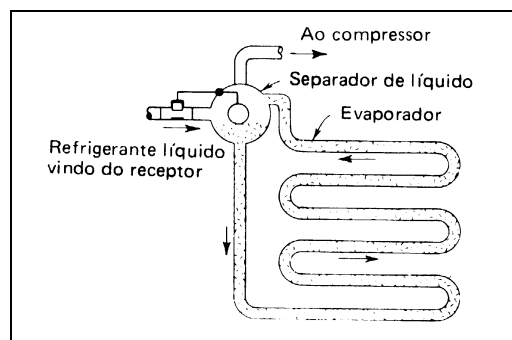 Ao compressor
Separador de líquido
Evaporador
Refrigerante líquido
vindo do receptor